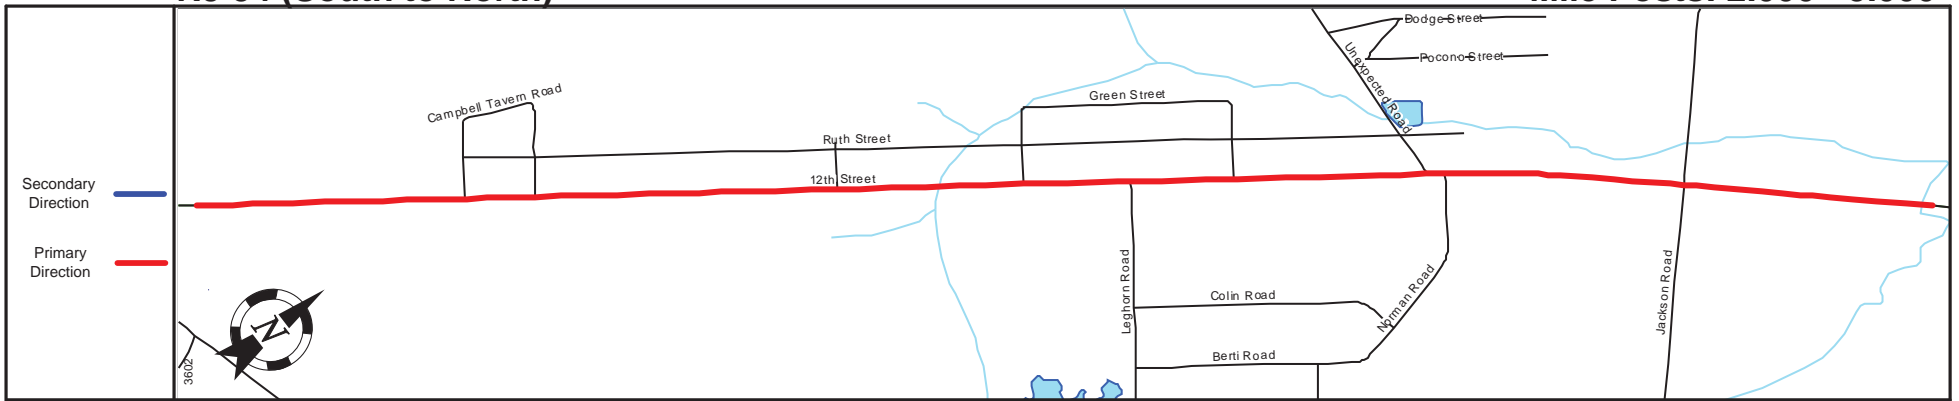 Dodge Street
Pocono Street
Unexpected Road
Campbell Tavern Road
Green Street
Ruth Street
12th Street
Secondary
Direction
Primary
Direction
Leghorn Road
Colin Road
Norman Road
Jackson Road
Berti Road
N
3602